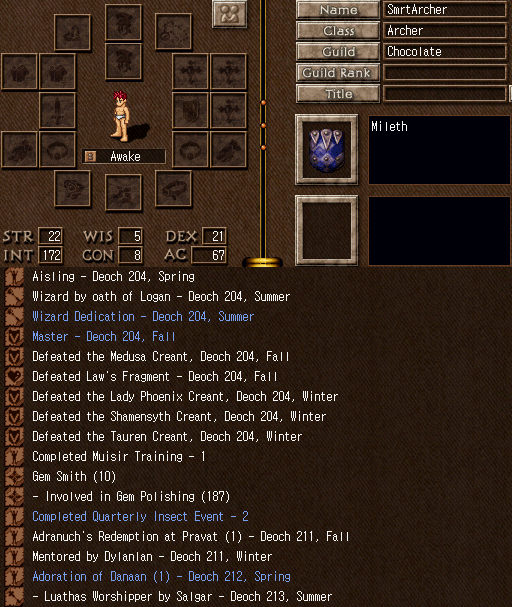 Name SmrtArcher
Class Archer
Guild Chocolate
Guild Rank
Title
Mileth
Awake
STR 22 WIS 5 DEX 21
INT 172 CON 8 AC 67
Aisling - Deoch 204, Spring
Wizard by oath of Logan - Deoch 204, Summer
Wizard Dedication - Deoch 204, Summer
Master - Deoch 204, Fall
Defeated the Medusa Creant, Deoch 204, Fall
Defeated Law's Fragment - Deoch 204, Fall
Defeated the Lady Phoenix Creant, Deoch 204, Winter
Defeated the Shamensyth Creant, Deoch 204, Winter
Defeated the Tauren Creant, Deoch 204, Winter
Completed Muisir Training - 1
Gem Smith (10)
- Involved in Gem Polishing (187)
Completed Quarterly Insect Event - 2
Adranuch's Redemption at Pravat (1) - Deoch 211, Fall
Mentored by Dylanlan - Deoch 211, Winter
Adoration of Danaan (1) - Deoch 212, Spring
- Luathas Worshipper by Salgar - Deoch 213, Summer